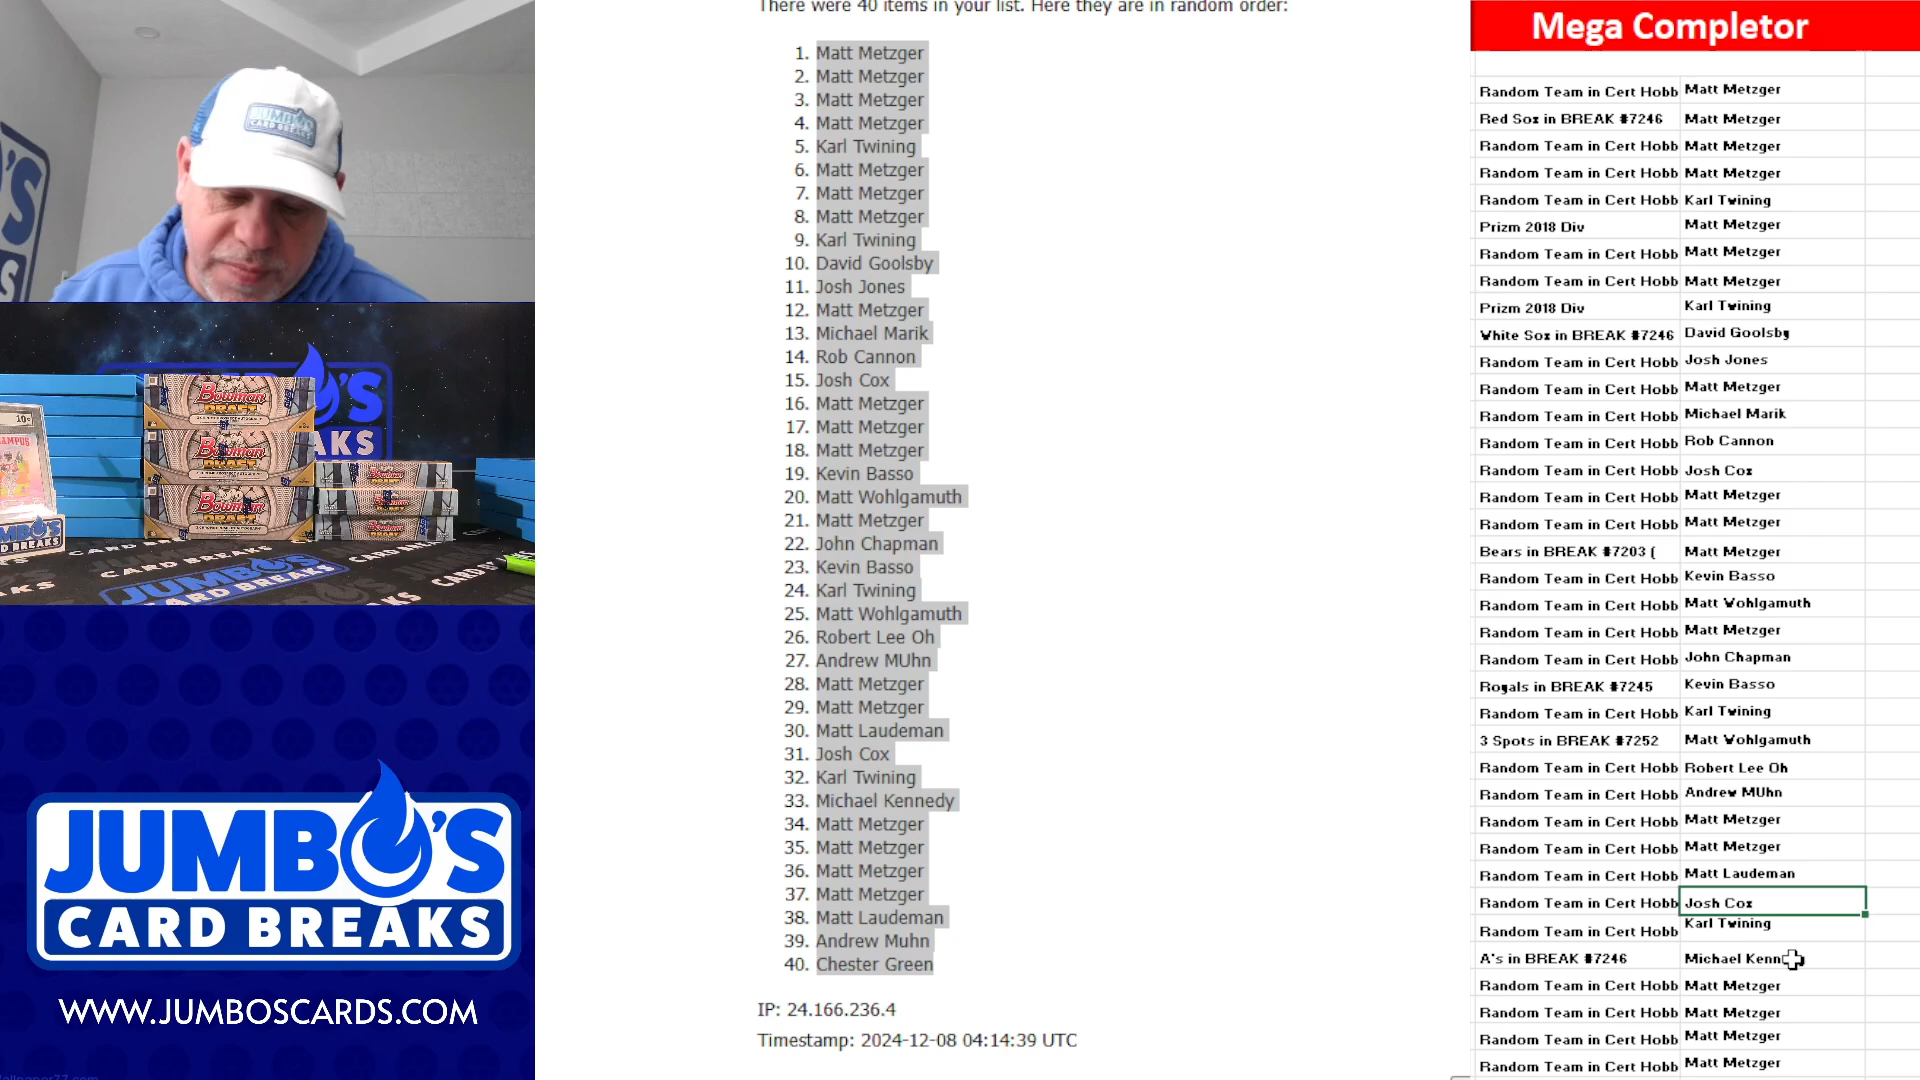 There were 40 items in your list. Here they are in random order:
1. Matt Metzger
2. Matt Metzger
3. Matt Metzger
4. Matt Metzger
5. Karl Twining
6. Matt Metzger
7. Matt Metzger
8. Matt Metzger
9. Karl Twining
10. David Goolsby
11. Josh Jones
12. Matt Metzger
13. Michael Marik
14. Rob Cannon
15. Josh Cox
16. Matt Metzger
17. Matt Metzger
18. Matt Metzger
19. Kevin Basso
20. Matt Wohlgamuth
21. Matt Metzger
22. John Chapman
23. Kevin Basso
24. Karl Twining
25. Matt Wohlgamuth
26. Robert Lee Oh
27. Andrew MUhn
28. Matt Metzger
29. Matt Metzger
30. Matt Laudeman
31. Josh Cox
32. Karl Twining
33. Michael Kennedy
34. Matt Metzger
35. Matt Metzger
36. Matt Metzger
37. Matt Metzger
38. Matt Laudeman
39. Andrew Muhn
40. Chester Green
IP: 24.166.236.4
Timestamp: 2024-12-08 04:14:39 UTC
Mega Completor
Random Team in Cert Hobb Matt Metzger
Red Sox in BREAK #7246 Matt Metzger
Random Team in Cert Hobb Matt Metzger
Random Team in Cert Hobb Matt Metzger
Random Team in Cert Hobb Karl Twining
Prizm 2018 Div Matt Metzger
Random Team in Cert Hobb Matt Metzger
Random Team in Cert Hobb Matt Metzger
Prizm 2018 Div Karl Twining
White Sox in BREAK #7246 David Goolsby
Random Team in Cert Hobb Josh Jones
Random Team in Cert Hobb Matt Metzger
Random Team in Cert Hobb Michael Marik
Random Team in Cert Hobb Rob Cannon
Random Team in Cert Hobb Josh Cox
Random Team in Cert Hobb Matt Metzger
Random Team in Cert Hobb Matt Metzger
Bears in BREAK #7203 ( Matt Metzger
Random Team in Cert Hobb Kevin Basso
Random Team in Cert Hobb Matt Wohlgamuth
Random Team in Cert Hobb Matt Metzger
Random Team in Cert Hobb John Chapman
Royals in BREAK #7245 Kevin Basso
Random Team in Cert Hobb Karl Twining
3 Spots in BREAK #7252 Matt Wohlgamuth
Random Team in Cert Hobb Robert Lee Oh
Random Team in Cert Hobb Andrew MUhn
Random Team in Cert Hobb Matt Metzger
Random Team in Cert Hobb Matt Metzger
Random Team in Cert Hobb Matt Laudeman
Random Team in Cert Hobb Josh Cox
Random Team in Cert Hobb Karl Twining
A's in BREAK #7246 Michael Kenn
Random Team in Cert Hobb Matt Metzger
Random Team in Cert Hobb Matt Metzger
Random Team in Cert Hobb Matt Metzger
Random Team in Cert Hobb Matt Metzger
JUMBO'S
CARD BREAKS
Bowman
DRAFT
Bowman
DRAFT
Bowman
DRAFT
CARD BREAKS
JUMBO'S
CARD BREAKS
JUMBO'S
CARD BREAKS
WWW.JUMBOSCARDS.COM